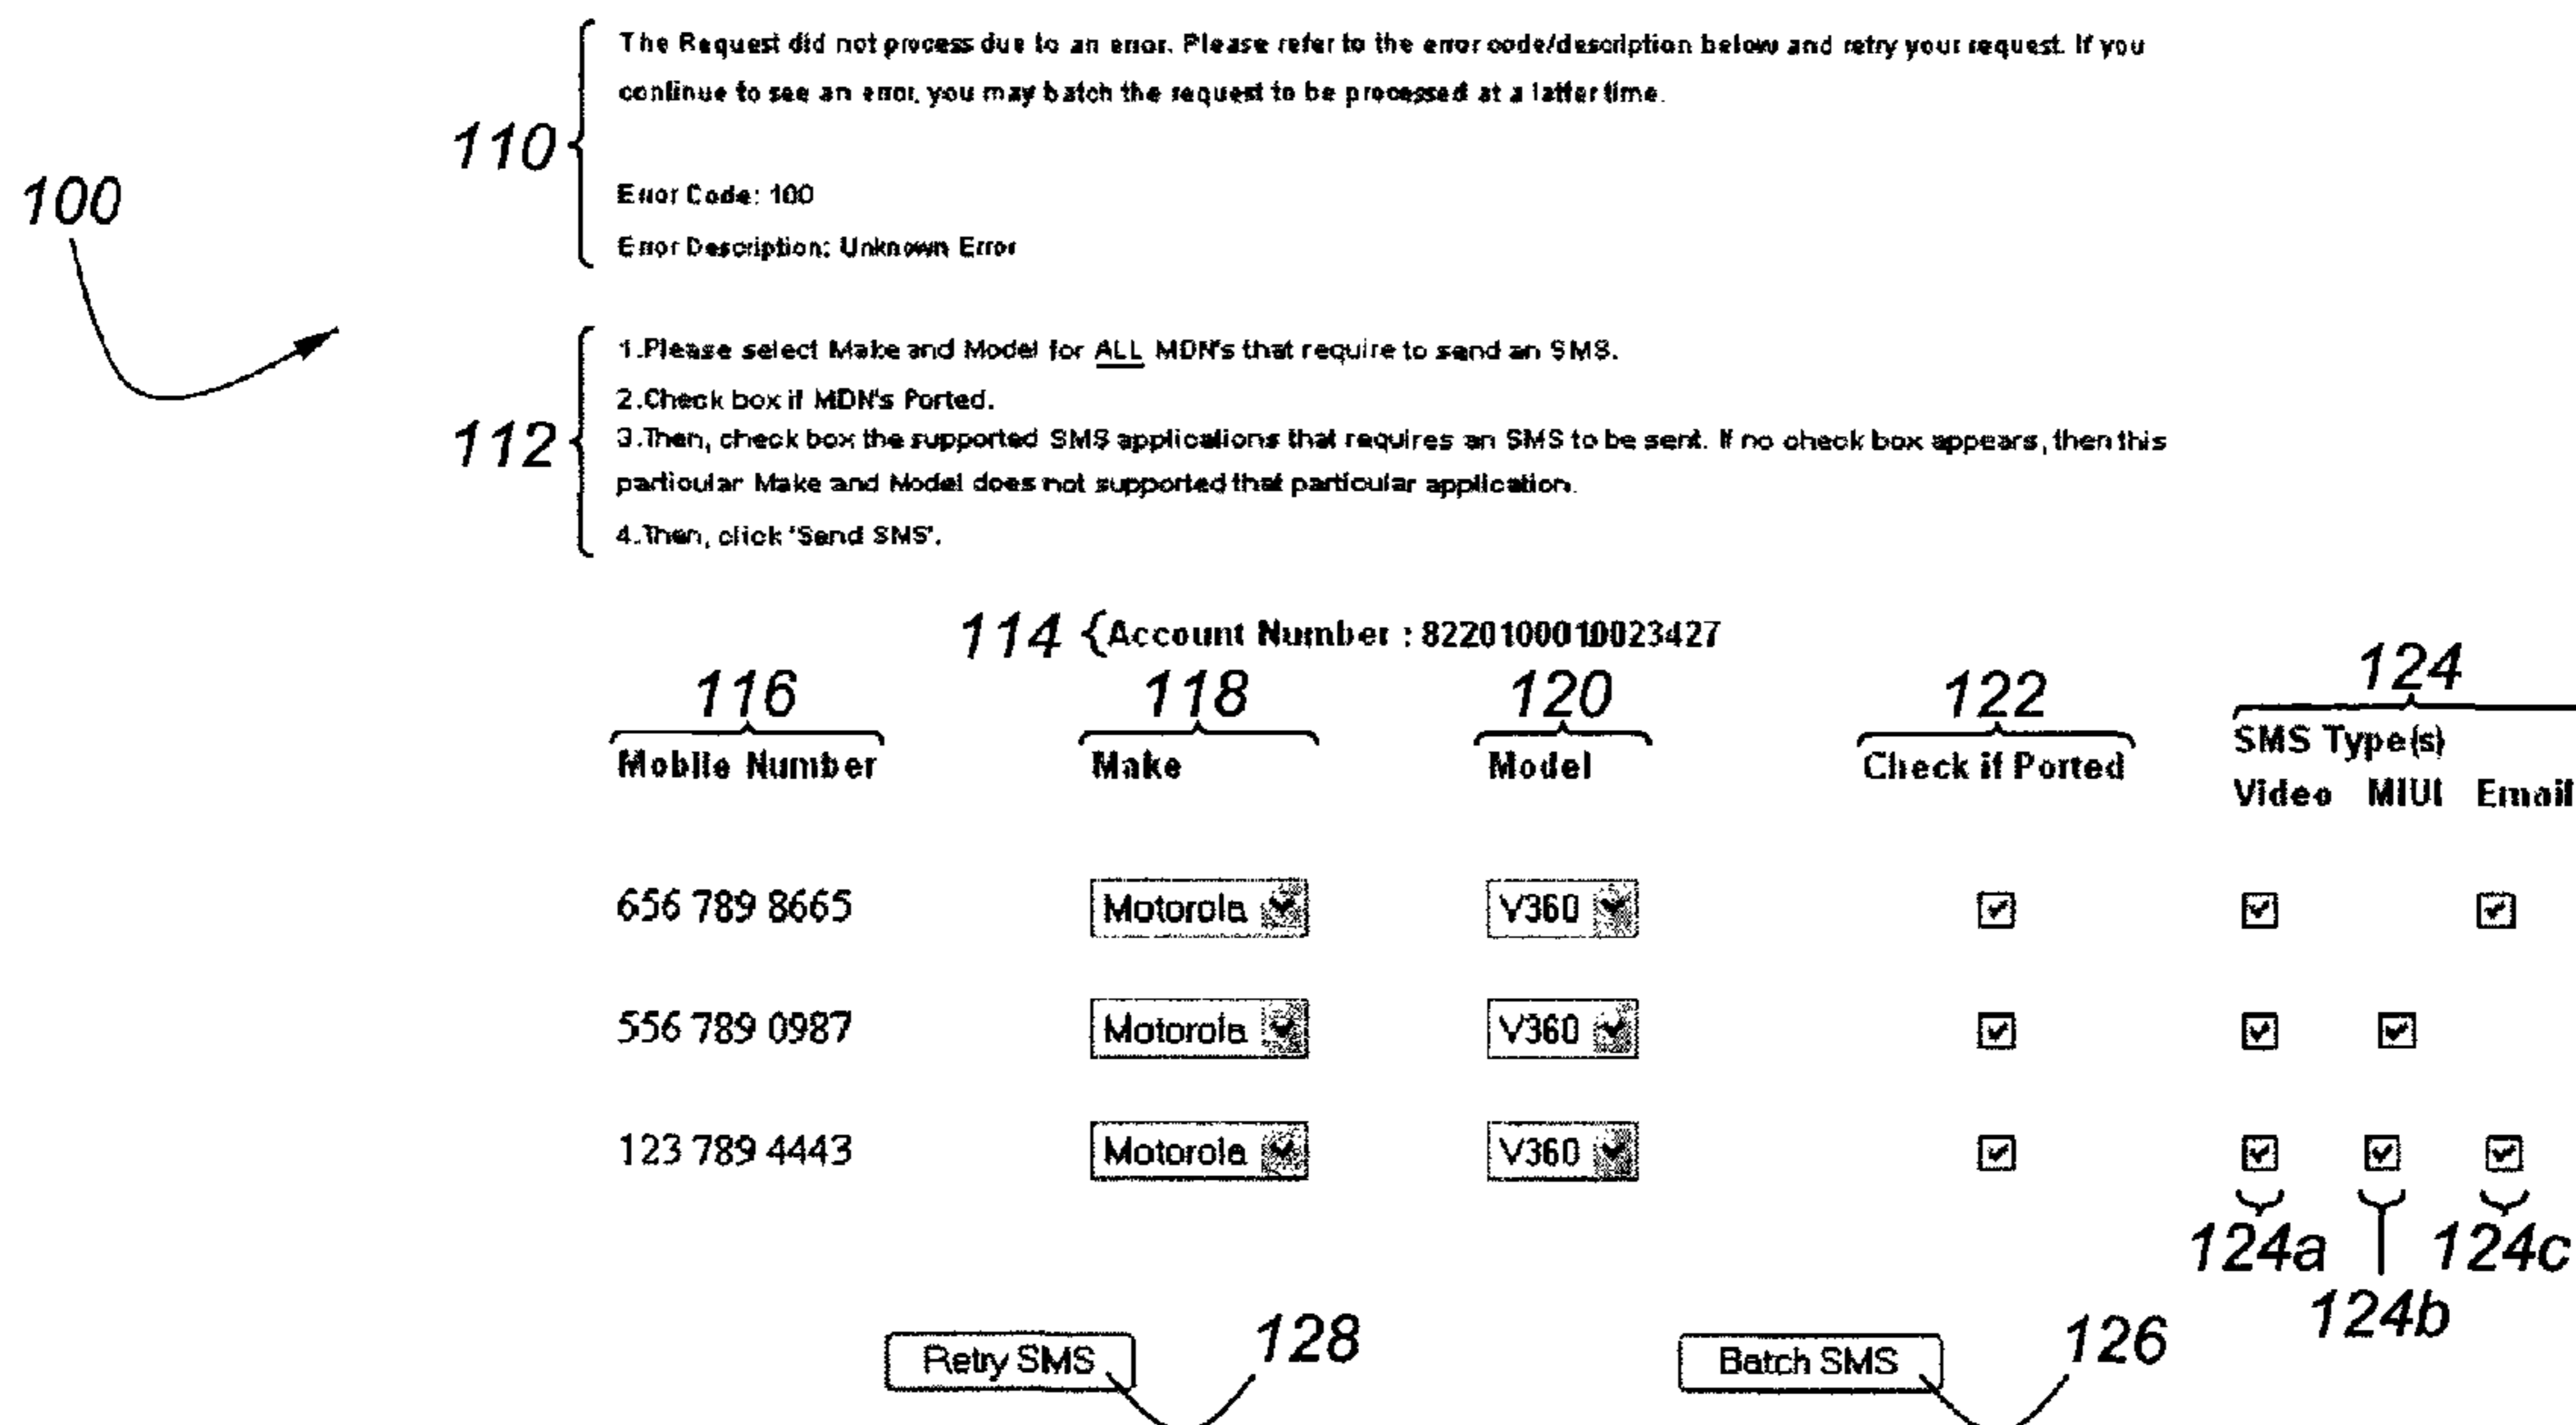 The Request did not process due to an error. Please refer to the error code/description below and retry your request. If you
continue to see an error, you may batch the request to be processed at a latter time.
110
100
Error Code: 100
Error Description: Unknown Error
1.Please select Make and Model for ALL MDN's that require to send an SMS.
2.Check box if MDN's Ported.
112
3.Then, check box the supported SMS applications that requires an SMS to be sent. If no check box appears, then this
particular Make and Model does not supported that particular application.
4.Then, click 'Send SMS'.
114 {Account Number : 8220100010023427
116 118 120 122 124
Mobile Number Make Model Check if Ported SMS Type(s)
Video MIUI Email
656 789 8665 Motorola V360
556 789 0987 Motorola V360
123 789 4443 Motorola V360
124a 124c
124b
Retry SMS 128 Batch SMS 126